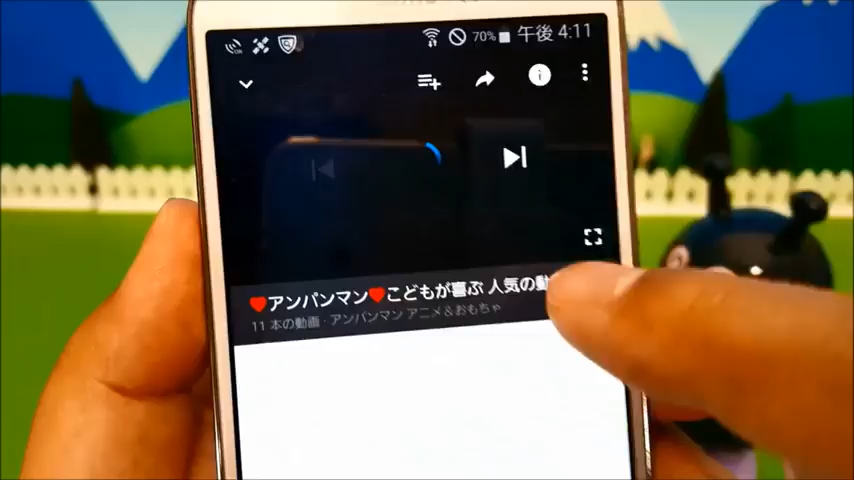 70% 午後 4:11
♥アンパンマン♥こどもが喜ぶ 人気の動
11 本の動画・アンパンマン アニメ＆おもちゃ